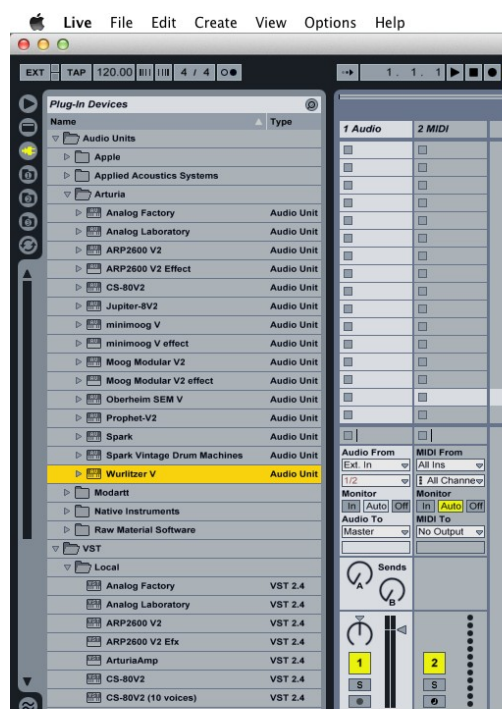 Live File Edit Create View Options Help
EXT TAP 120.00 4 / 4 1. 1. 1
Plug-In Devices
Name Type
Audio Units
Apple
Applied Acoustics Systems
Arturia
Analog Factory Audio Unit
Analog Laboratory Audio Unit
ARP2600 V2 Audio Unit
ARP2600 V2 Effect Audio Unit
CS-80V2 Audio Unit
Jupiter-8V2 Audio Unit
minimoog V Audio Unit
minimoog V effect Audio Unit
Moog Modular V2 Audio Unit
Moog Modular V2 effect Audio Unit
Oberheim SEM V Audio Unit
Prophet-V2 Audio Unit
Spark Audio Unit
Spark Vintage Drum Machines Audio Unit
Wurlitzer V Audio Unit
Modartt
Native Instruments
Raw Material Software
VST
Local
Analog Factory VST 2.4
Analog Laboratory VST 2.4
ARP2600 V2 VST 2.4
ARP2600 V2 Efx VST 2.4
ArturiaAmp VST 2.4
CS-80V2 VST 2.4
CS-80V2 (10 voices) VST 2.4
1 Audio 2 MIDI
Audio From MIDI From
Ext. In All Ins
1/2 All Channe
Monitor Monitor
In Auto Off In Auto Off
Audio To MIDI To
Master No Output
Sends
A
B
1 2
S S